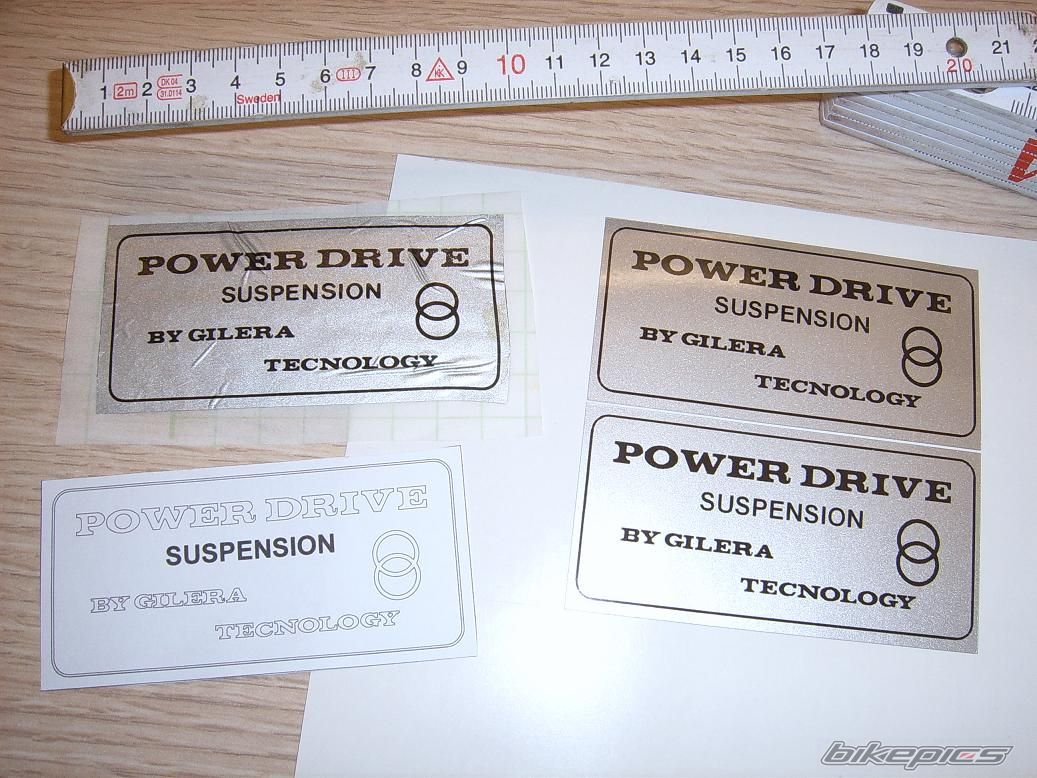 1 2m 2 DK 04 3 4 5 6 7 8 9 10 11 12 13 14 15 16 17 18 19 20 21
31.0114
Sweden
POWER DRIVE
SUSPENSION
BY GILERA
TECNOLOGY
POWER DRIVE
SUSPENSION
BY GILERA
TECNOLOGY
POWER DRIVE
SUSPENSION
BY GILERA
TECNOLOGY
POWER DRIVE
SUSPENSION
BY GILERA
TECNOLOGY
bikepics